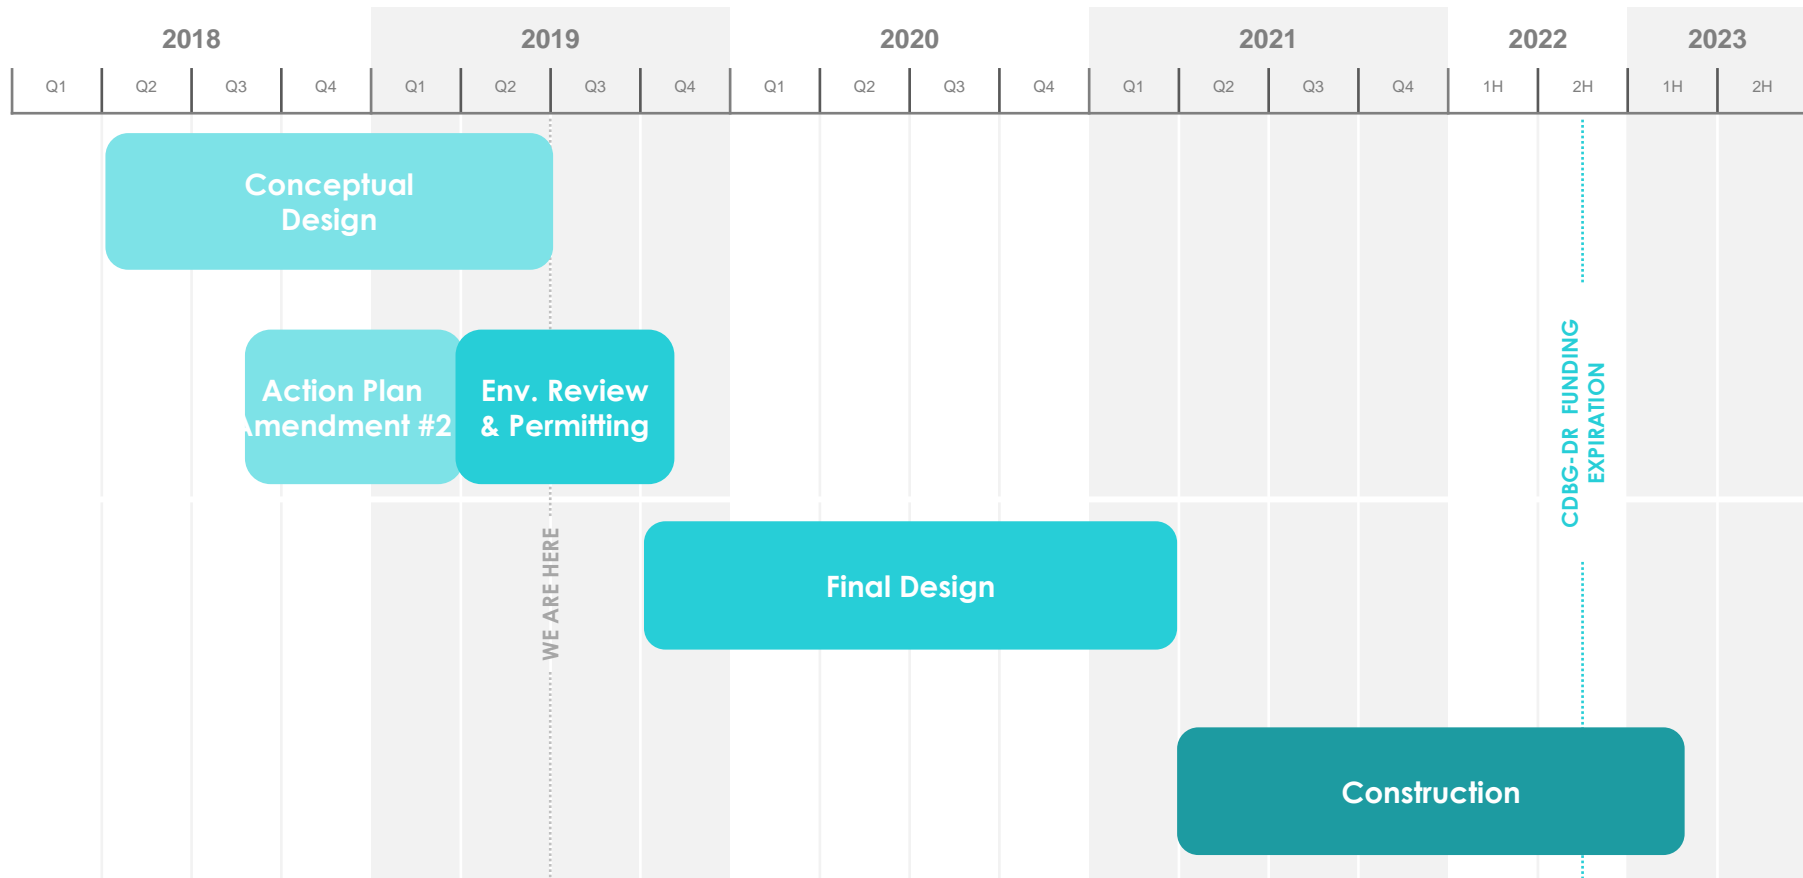 2018 2019 2020 2021 2022 2023
Q1 Q2 Q3 Q4 Q1 Q2 Q3 Q4 Q1 Q2 Q3 Q4 Q1 Q2 Q3 Q4 1H 2H 1H 2H
Conceptual
Design
Action Plan
Amendment #2
Env. Review
& Permitting
CDBG-DR FUNDING
EXPIRATION
WE ARE HERE
Final Design
Construction